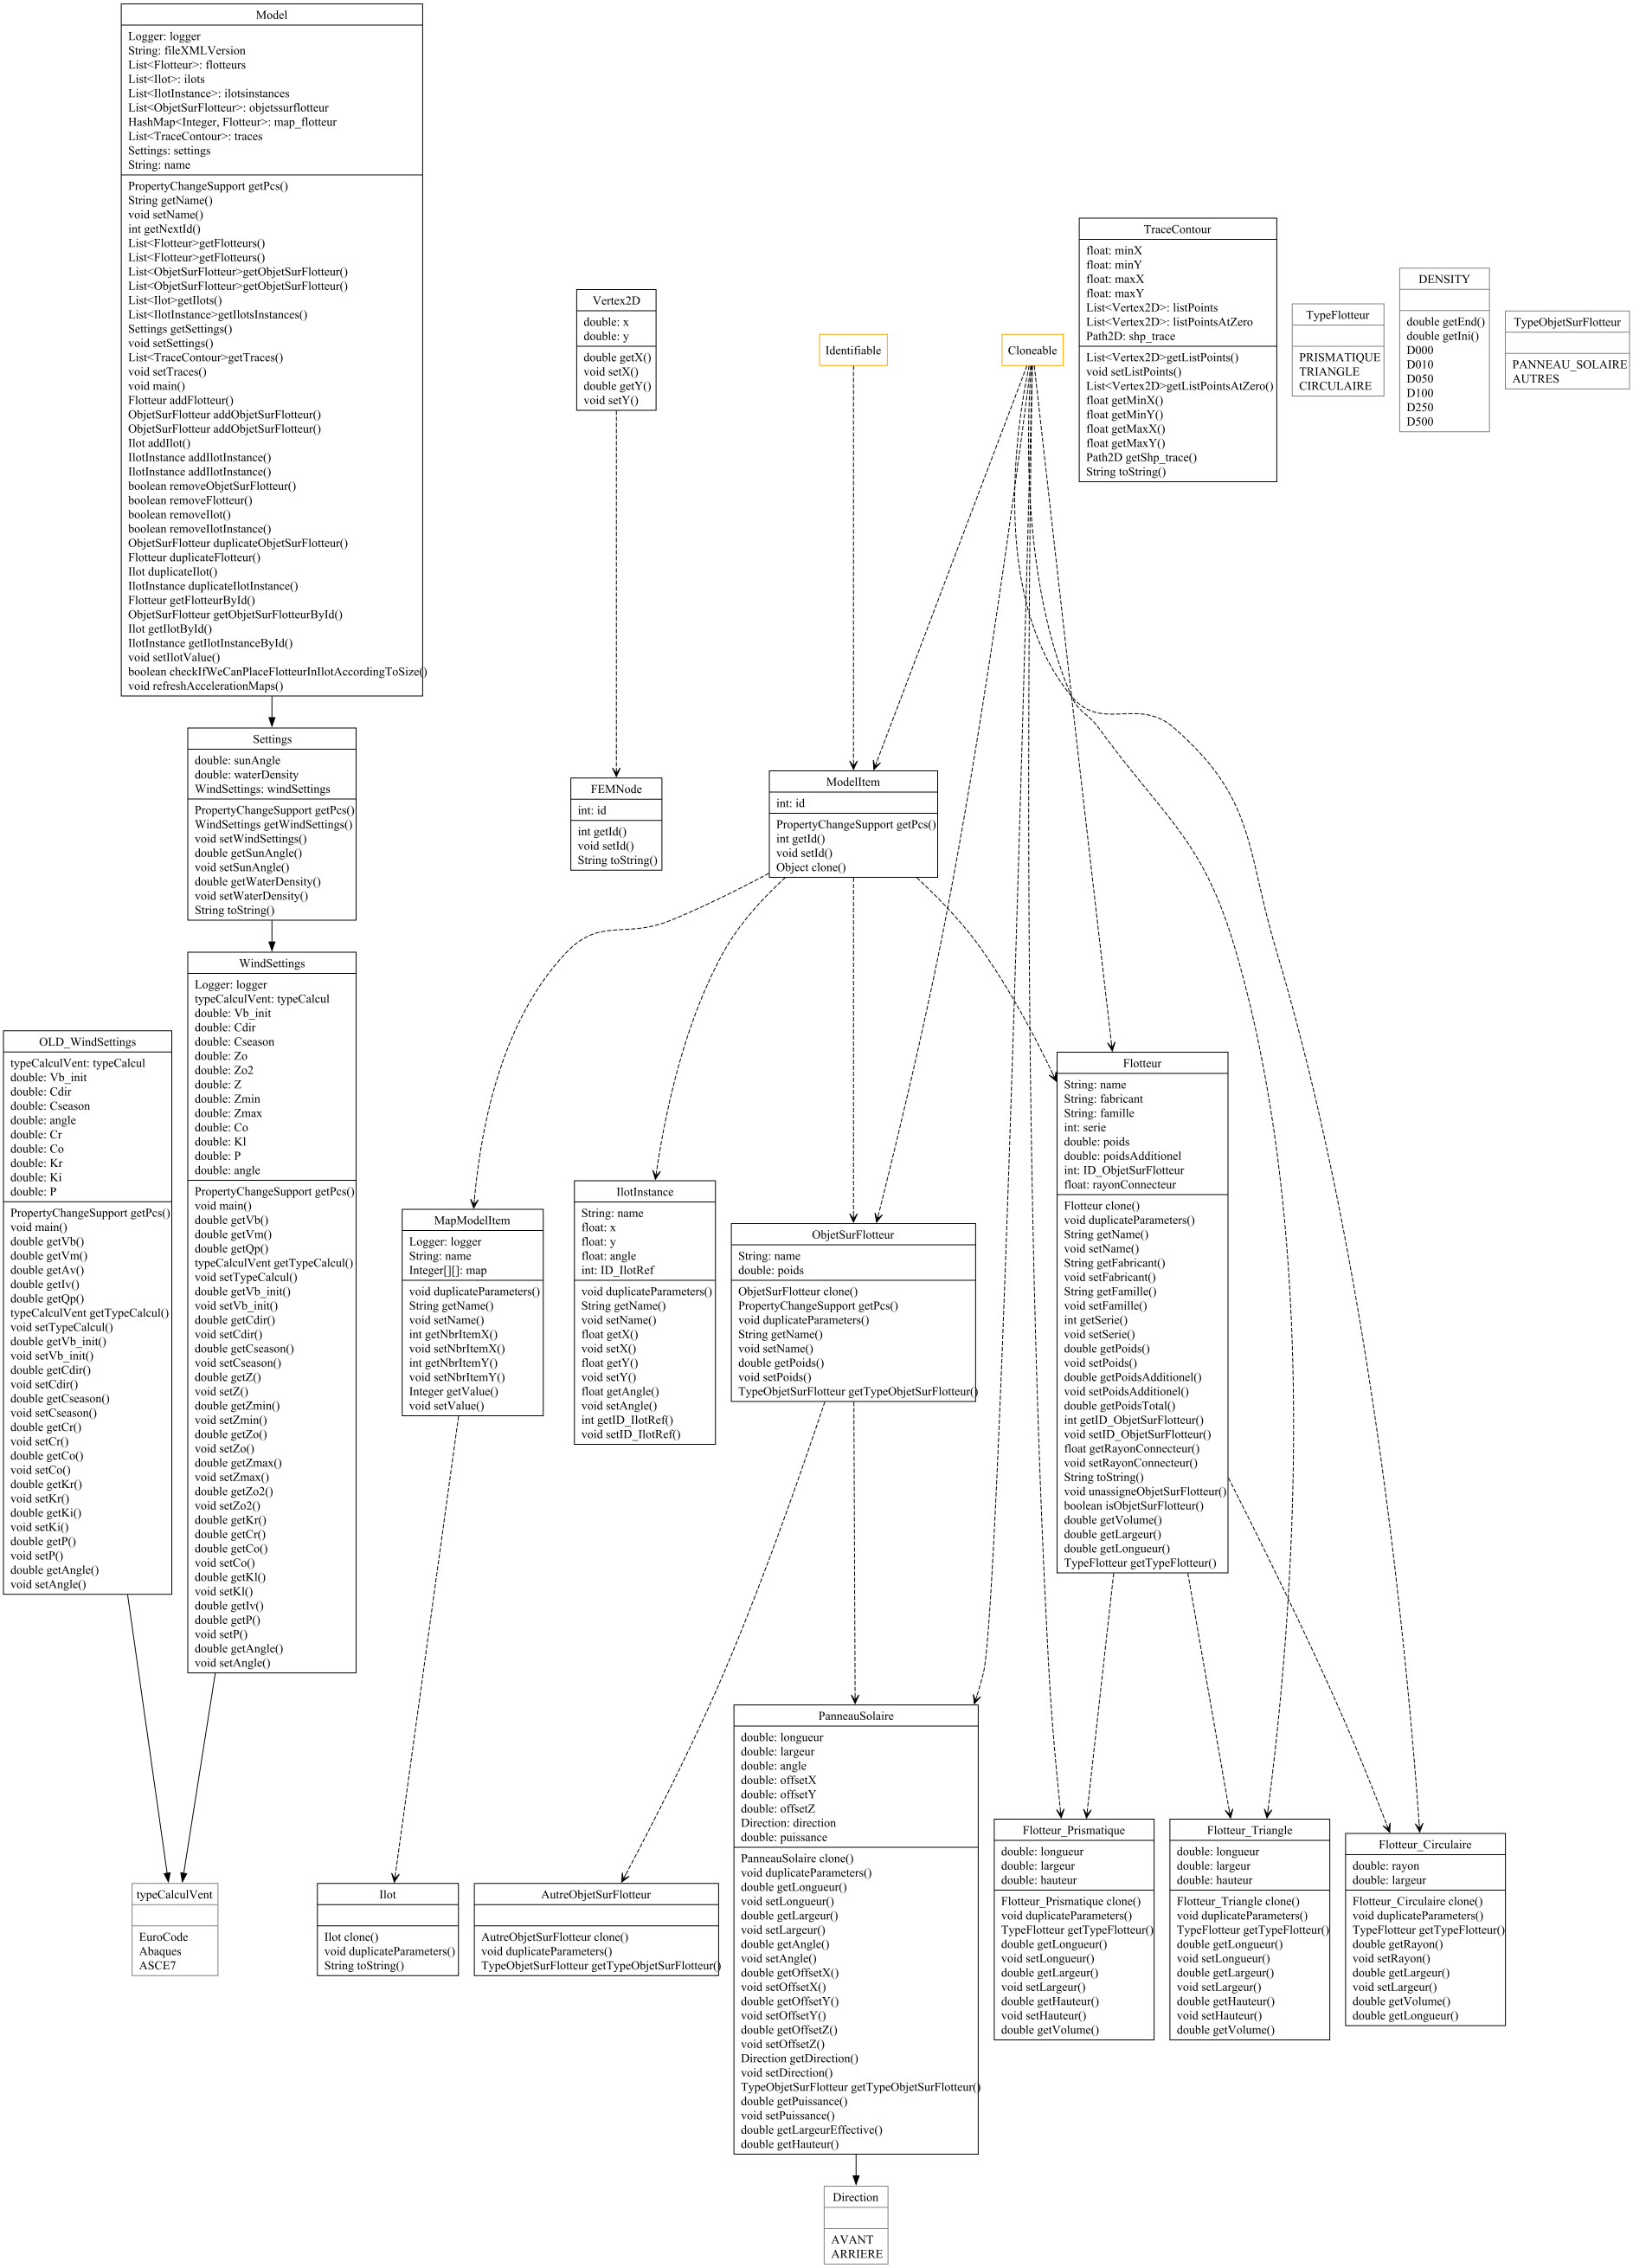 Model
Logger: logger
String: fileXMLVersion
List<Flotteur>: flotteurs
List<Ilot>: ilots
List<IlotInstance>: ilotsinstances
List<ObjetSurFlotteur>: objetssurflotteur
HashMap<Integer, Flotteur>: map_flotteur
List<TraceContour>: traces
Settings: settings
String: name
PropertyChangeSupport getPcs()
String getName()
void setName()
int getNextId()
List<Flotteur>getFlotteurs()
List<Flotteur>getFlotteurs()
List<ObjetSurFlotteur>getObjetSurFlotteur()
List<ObjetSurFlotteur>getObjetSurFlotteur()
List<Ilot>getIlots()
List<IlotInstance>getIlotsInstances()
Settings getSettings()
void setSettings()
List<TraceContour>getTraces()
void setTraces()
void main()
Flotteur addFlotteur()
ObjetSurFlotteur addObjetSurFlotteur()
ObjetSurFlotteur addObjetSurFlotteur()
Ilot addIlot()
IlotInstance addIlotInstance()
IlotInstance addIlotInstance()
boolean removeObjetSurFlotteur()
boolean removeFlotteur()
boolean removeIlot()
boolean removeIlotInstance()
ObjetSurFlotteur duplicateObjetSurFlotteur()
Flotteur duplicateFlotteur()
Ilot duplicateIlot()
IlotInstance duplicateIlotInstance()
Flotteur getFlotteurById()
ObjetSurFlotteur getObjetSurFlotteurById()
Ilot getIlotById()
IlotInstance getIlotInstanceById()
void setIlotValue()
boolean checkIfWeCanPlaceFlotteurInIlotAccordingToSize()
void refreshAccelerationMaps()
Vertex2D
double: x
double: y
double getX()
void setX()
double getY()
void setY()
Identifiable
Cloneable
TraceContour
float: minX
float: minY
float: maxX
float: maxY
List<Vertex2D>: listPoints
List<Vertex2D>: listPointsAtZero
Path2D: shp_trace
List<Vertex2D>getListPoints()
void setListPoints()
List<Vertex2D>getListPointsAtZero()
float getMinX()
float getMinY()
float getMaxX()
float getMaxY()
Path2D getShp_trace()
String toString()
TypeFlotteur
PRISMATIQUE
TRIANGLE
CIRCULAIRE
DENSITY
double getEnd()
double getIni()
D000
D010
D050
D100
D250
D500
TypeObjetSurFlotteur
PANNEAU_SOLAIRE
AUTRES
Settings
double: sunAngle
double: waterDensity
WindSettings: windSettings
PropertyChangeSupport getPcs()
WindSettings getWindSettings()
void setWindSettings()
double getSunAngle()
void setSunAngle()
double getWaterDensity()
void setWaterDensity()
String toString()
FEMNode
int: id
int getId()
void setId()
String toString()
ModelItem
int: id
PropertyChangeSupport getPcs()
int getId()
void setId()
Object clone()
OLD_WindSettings
typeCalculVent: typeCalcul
double: Vb_init
double: Cdir
double: Cseason
double: angle
double: Cr
double: Co
double: Kr
double: Ki
double: P
PropertyChangeSupport getPcs()
void main()
double getVb()
double getVm()
double getAv()
double getIv()
double getQp()
typeCalculVent getTypeCalcul()
void setTypeCalcul()
double getVb_init()
void setVb_init()
double getCdir()
void setCdir()
double getCseason()
void setCseason()
double getCr()
void setCr()
double getCo()
void setCo()
double getKr()
void setKr()
double getKi()
void setKi()
double getP()
void setP()
double getAngle()
void setAngle()
WindSettings
Logger: logger
typeCalculVent: typeCalcul
double: Vb_init
double: Cdir
double: Cseason
double: Zo
double: Zo2
double: Z
double: Zmin
double: Zmax
double: Co
double: Kl
double: P
double: angle
PropertyChangeSupport getPcs()
void main()
double getVb()
double getVm()
double getQp()
typeCalculVent getTypeCalcul()
void setTypeCalcul()
double getVb_init()
void setVb_init()
double getCdir()
void setCdir()
double getCseason()
void setCseason()
double getZ()
void setZ()
double getZmin()
void setZmin()
double getZo()
void setZo()
double getZmax()
void setZmax()
double getZo2()
void setZo2()
double getKr()
double getCr()
double getCo()
void setCo()
double getKl()
void setKl()
double getIv()
double getP()
void setP()
double getAngle()
void setAngle()
MapModelItem
Logger: logger
String: name
Integer[][]: map
void duplicateParameters()
String getName()
void setName()
int getNbrItemX()
void setNbrItemX()
int getNbrItemY()
void setNbrItemY()
Integer getValue()
void setValue()
IlotInstance
String: name
float: x
float: y
float: angle
int: ID_IlotRef
void duplicateParameters()
String getName()
void setName()
float getX()
void setX()
float getY()
void setY()
float getAngle()
void setAngle()
int getID_IlotRef()
void setID_IlotRef()
ObjetSurFlotteur
String: name
double: poids
ObjetSurFlotteur clone()
PropertyChangeSupport getPcs()
void duplicateParameters()
String getName()
void setName()
double getPoids()
void setPoids()
TypeObjetSurFlotteur getTypeObjetSurFlotteur()
Flotteur
String: name
String: fabricant
String: famille
int: serie
double: poids
double: poidsAdditionel
int: ID_ObjetSurFlotteur
float: rayonConnecteur
Flotteur clone()
void duplicateParameters()
String getName()
void setName()
String getFabricant()
void setFabricant()
String getFamille()
void setFamille()
int getSerie()
void setSerie()
double getPoids()
void setPoids()
double getPoidsAdditionel()
void setPoidsAdditionel()
double getPoidsTotal()
int getID_ObjetSurFlotteur()
void setID_ObjetSurFlotteur()
float getRayonConnecteur()
void setRayonConnecteur()
String toString()
void unassigneObjetSurFlotteur()
boolean isObjetSurFlotteur()
double getVolume()
double getLargeur()
double getLongueur()
TypeFlotteur getTypeFlotteur()
typeCalculVent
EuroCode
Abaques
ASCE7
Ilot
Ilot clone()
void duplicateParameters()
String toString()
AutreObjetSurFlotteur
AutreObjetSurFlotteur clone()
void duplicateParameters()
TypeObjetSurFlotteur getTypeObjetSurFlotteur()
PanneauSolaire
double: longueur
double: largeur
double: angle
double: offsetX
double: offsetY
double: offsetZ
Direction: direction
double: puissance
PanneauSolaire clone()
void duplicateParameters()
double getLongueur()
void setLongueur()
double getLargeur()
void setLargeur()
double getAngle()
void setAngle()
double getOffsetX()
void setOffsetX()
double getOffsetY()
void setOffsetY()
double getOffsetZ()
void setOffsetZ()
Direction getDirection()
void setDirection()
TypeObjetSurFlotteur getTypeObjetSurFlotteur()
double getPuissance()
void setPuissance()
double getLargeurEffective()
double getHauteur()
Flotteur_Prismatique
double: longueur
double: largeur
double: hauteur
Flotteur_Prismatique clone()
void duplicateParameters()
TypeFlotteur getTypeFlotteur()
double getLongueur()
void setLongueur()
double getLargeur()
void setLargeur()
double getHauteur()
void setHauteur()
double getVolume()
Flotteur_Triangle
double: longueur
double: largeur
double: hauteur
Flotteur_Triangle clone()
void duplicateParameters()
TypeFlotteur getTypeFlotteur()
double getLongueur()
void setLongueur()
double getLargeur()
void setLargeur()
double getHauteur()
void setHauteur()
double getVolume()
Flotteur_Circulaire
double: rayon
double: largeur
Flotteur_Circulaire clone()
void duplicateParameters()
TypeFlotteur getTypeFlotteur()
double getRayon()
void setRayon()
double getLargeur()
void setLargeur()
double getVolume()
double getLongueur()
Direction
AVANT
ARRIERE